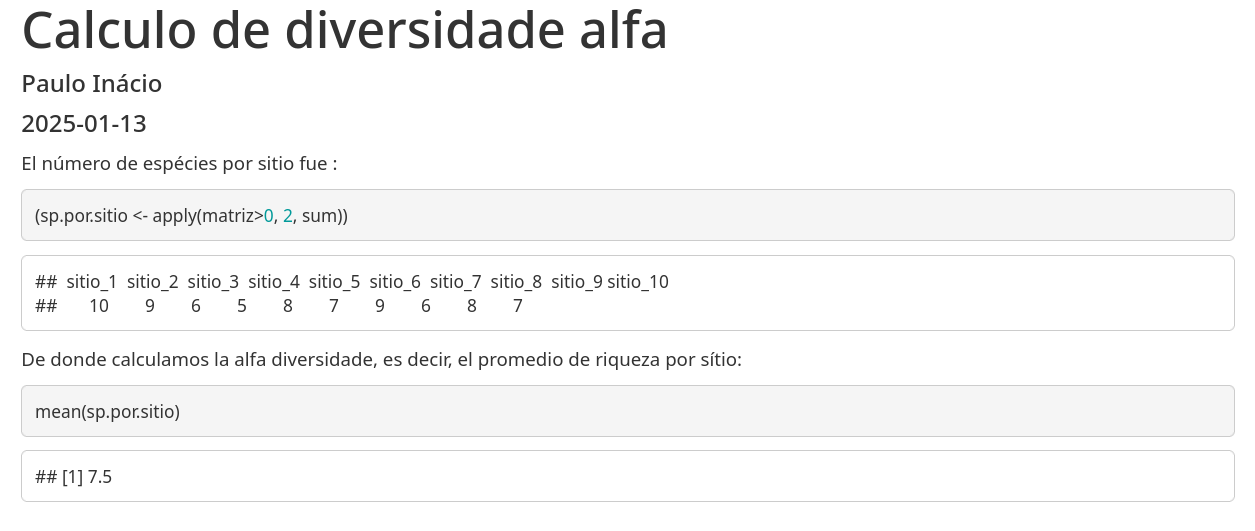 Calculo de diversidade alfa
Paulo Inácio
2025-01-13
El número de espécies por sitio fue :
(sp.por.sitio <- apply(matriz>0, 2, sum))
## sitio_1 sitio_2 sitio_3 sitio_4 sitio_5 sitio_6 sitio_7 sitio_8 sitio_9 sitio_10
## 10 9 6 5 8 7 9 6 8 7
De donde calculamos la alfa diversidade, es decir, el promedio de riqueza por sítio:
mean(sp.por.sitio)
## [1] 7.5